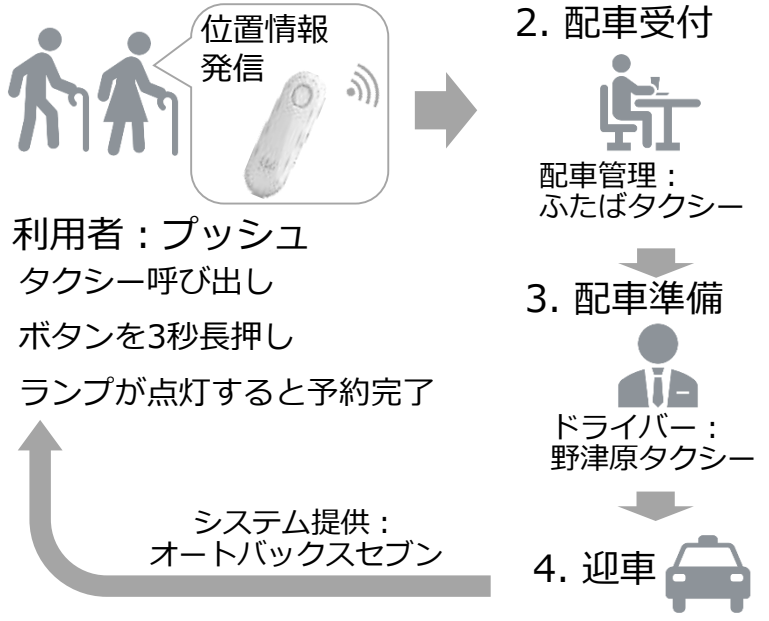 位置情報
発信
利用者：プッシュ
タクシー呼び出し
ボタンを3秒長押し
ランプが点灯すると予約完了
2. 配車受付
配車管理：
ふたばタクシー
3. 配車準備
ドライバー：
野津原タクシー
4. 迎車
システム提供：
オートバックスセブン